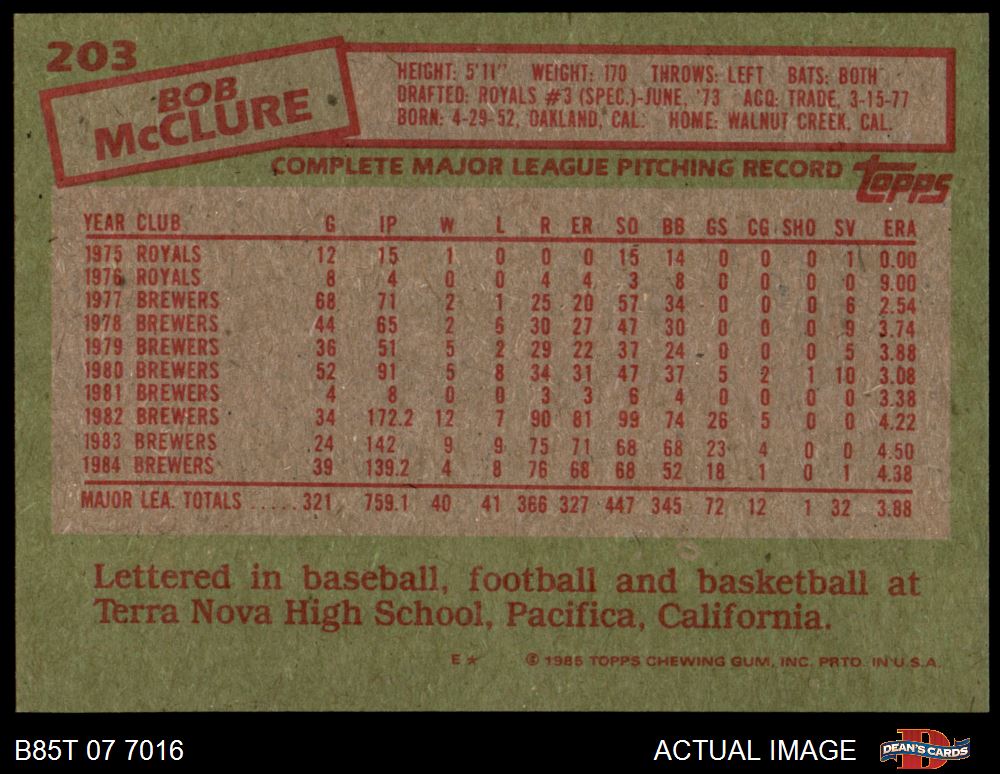 203
BOB
McCLURE
HEIGHT: 5'11" WEIGHT: 170 THROWS: LEFT BATS: BOTH
DRAFTED: ROYALS #3 (SPEC.)-JUNE, '73 ACQ: TRADE, 3-15-77
BORN: 4-29-52, OAKLAND, CAL. HOME: WALNUT CREEK, CAL.
COMPLETE MAJOR LEAGUE PITCHING RECORD topps
YEAR CLUB G IP W L R ER SO BB GS CG SHO SV ERA
1975 ROYALS 12 15 1 0 0 0 15 14 0 0 0 1 0.00
1976 ROYALS 8 4 0 0 4 4 3 8 0 0 0 0 9.00
1977 BREWERS 68 71 2 1 25 20 57 34 0 0 0 6 2.54
1978 BREWERS 44 65 2 6 30 27 47 30 0 0 0 9 3.74
1979 BREWERS 36 51 5 2 29 22 37 24 0 0 0 5 3.88
1980 BREWERS 52 91 5 8 34 31 47 37 5 2 1 10 3.08
1981 BREWERS 4 8 0 0 3 3 6 4 0 0 0 0 3.38
1982 BREWERS 34 172.2 12 7 90 81 99 74 26 5 0 0 4.22
1983 BREWERS 24 142 9 9 75 71 68 68 23 4 0 0 4.50
1984 BREWERS 39 139.2 4 8 76 68 68 52 18 1 0 1 4.38
MAJOR LEA. TOTALS ..... 321 759.1 40 41 366 327 447 345 72 12 1 32 3.88
Lettered in baseball, football and basketball at
Terra Nova High School, Pacifica, California.
E★ © 1985 TOPPS CHEWING GUM, INC. PRTD. IN U.S.A.
B85T 07 7016 ACTUAL IMAGE DEAN'S CARDS